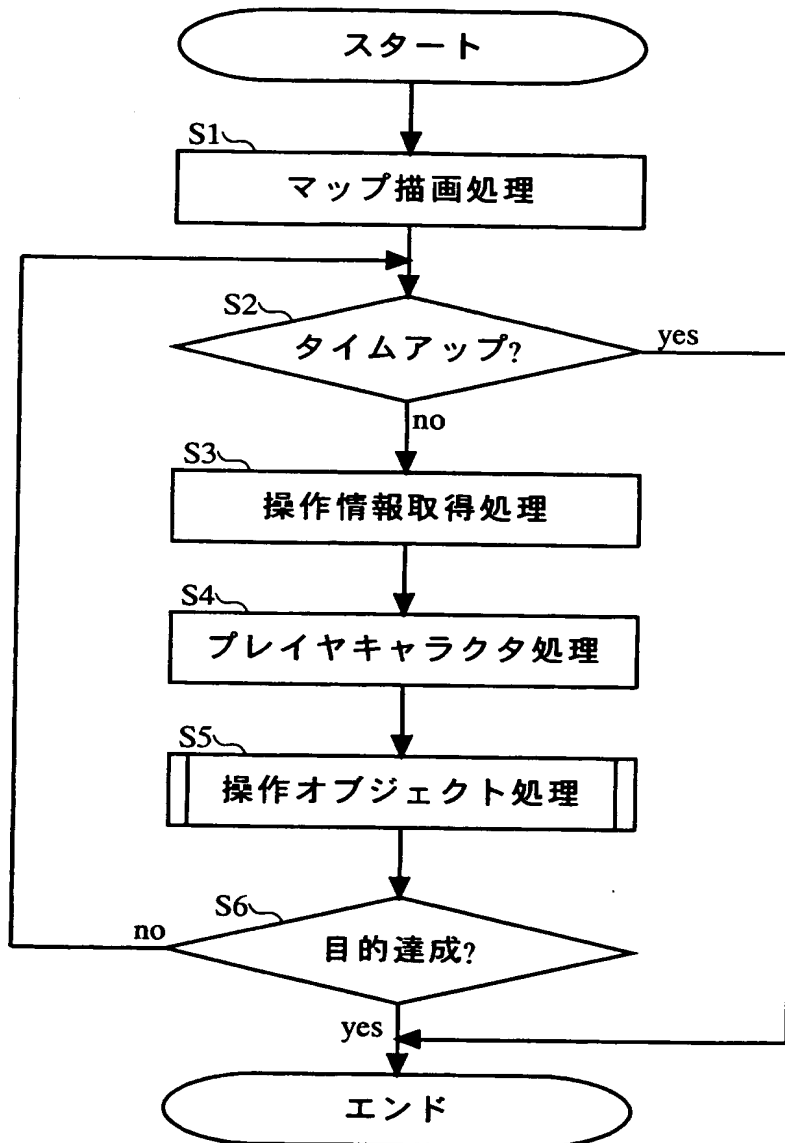 スタート
S1
マップ描画処理
S2
タイムアップ?
yes
no
S3
操作情報取得処理
S4
プレイヤキャラクタ処理
S5
操作オブジェクト処理
S6
no
目的達成?
yes
エンド